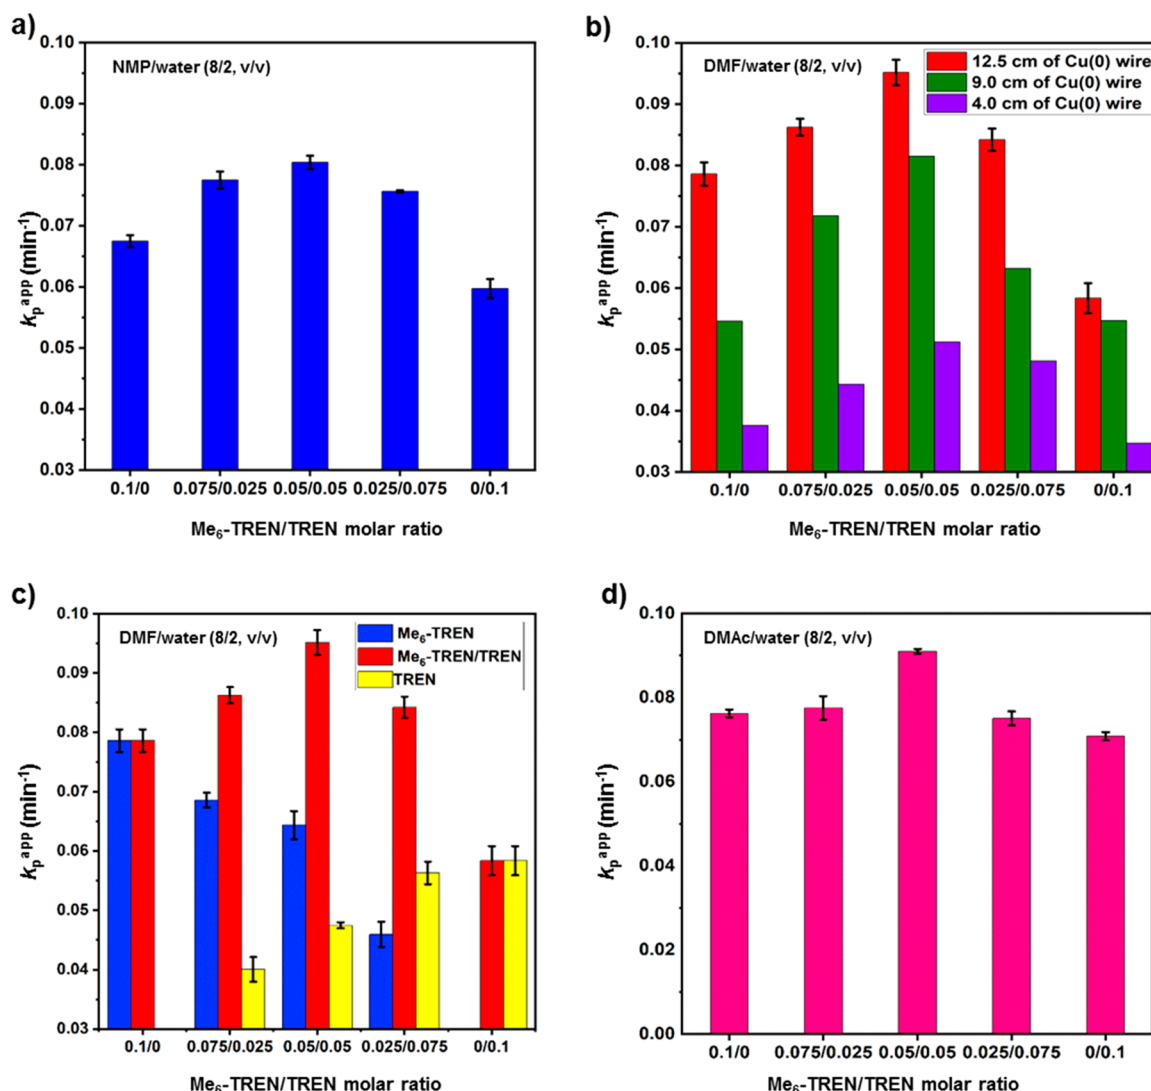 a)
NMP/water (8/2, v/v)
0.10
0.09
0.08
0.07
0.06
0.05
0.04
0.03
kₚᵃᵖᵖ (min⁻¹)
0.1/0 0.075/0.025 0.05/0.05 0.025/0.075 0/0.1
Me₆-TREN/TREN molar ratio
b)
DMF/water (8/2, v/v)
12.5 cm of Cu(0) wire
9.0 cm of Cu(0) wire
4.0 cm of Cu(0) wire
0.10
0.09
0.08
0.07
0.06
0.05
0.04
0.03
kₚᵃᵖᵖ (min⁻¹)
0.1/0 0.075/0.025 0.05/0.05 0.025/0.075 0/0.1
Me₆-TREN/TREN molar ratio
c)
DMF/water (8/2, v/v)
Me₆-TREN
Me₆-TREN/TREN
TREN
0.10
0.09
0.08
0.07
0.06
0.05
0.04
0.03
kₚᵃᵖᵖ (min⁻¹)
0.1/0 0.075/0.025 0.05/0.05 0.025/0.075 0/0.1
Me₆-TREN/TREN molar ratio
d)
DMAc/water (8/2, v/v)
0.10
0.08
0.06
0.04
0.02
0.00
kₚᵃᵖᵖ (min⁻¹)
0.1/0 0.075/0.025 0.05/0.05 0.025/0.075 0/0.1
Me₆-TREN/TREN molar ratio